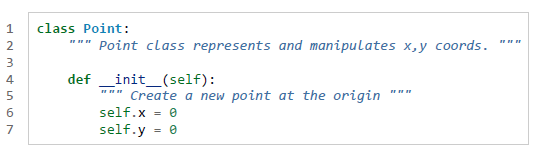 1 class Point:
2     """ Point class represents and manipulates x,y coords. """
3
4     def __init__(self):
5         """ Create a new point at the origin """
6         self.x = 0
7         self.y = 0